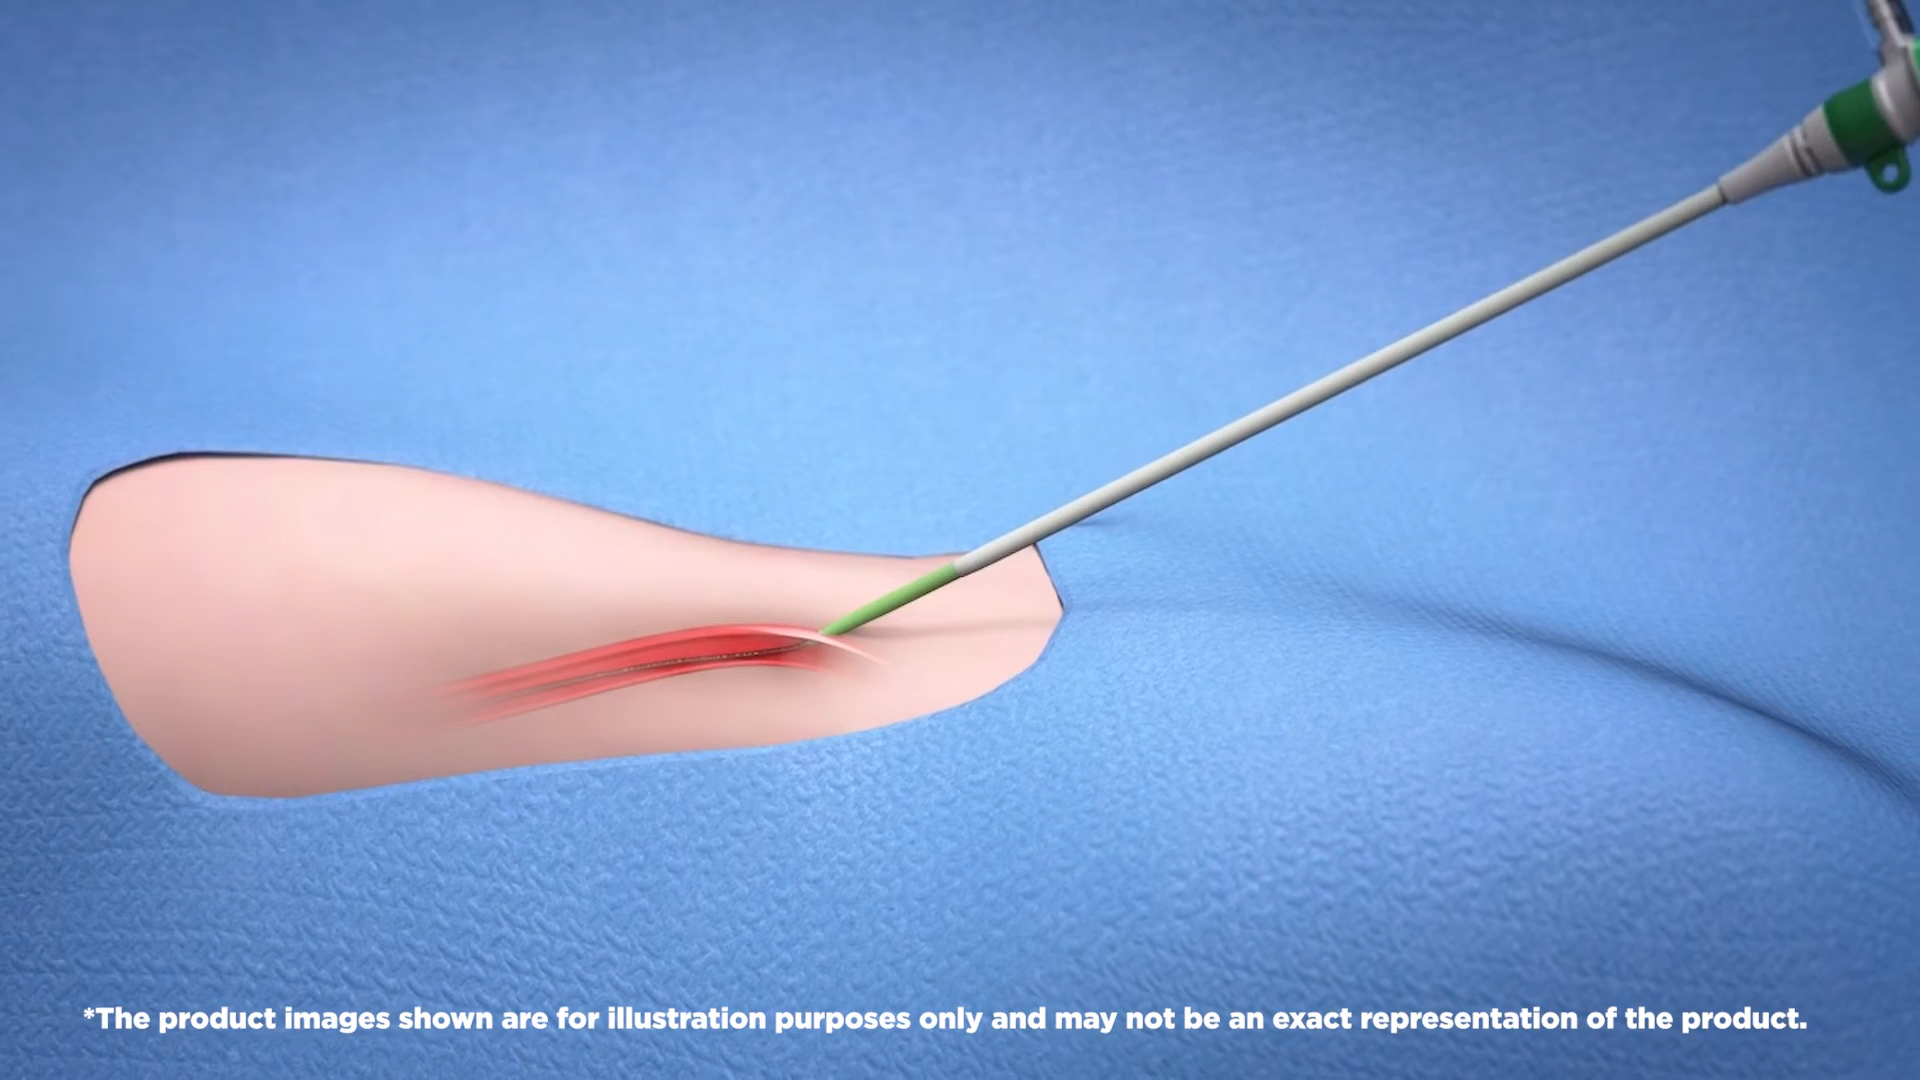 *The product images shown are for illustration purposes only and may not be an exact representation of the product.